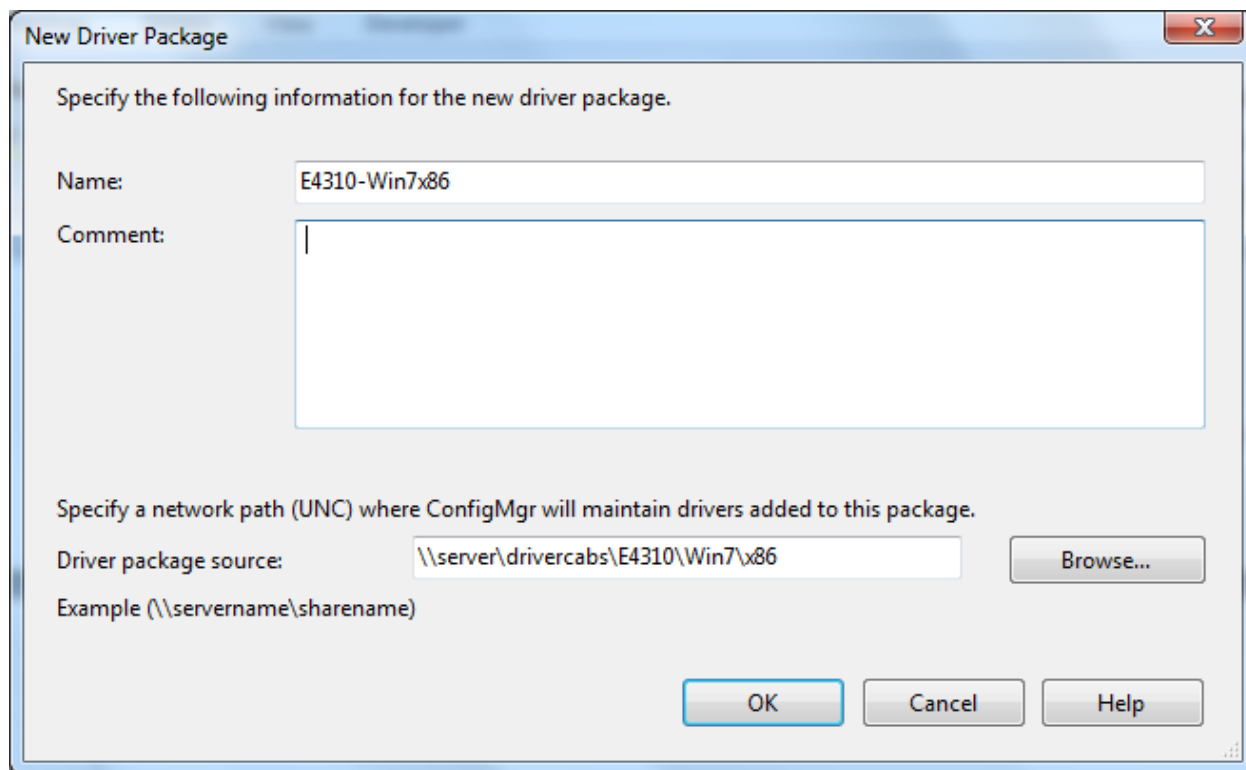 New Driver Package
Specify the following information for the new driver package.
Name:
E4310-Win7x86
Comment:
Specify a network path (UNC) where ConfigMgr will maintain drivers added to this package.
Driver package source:
\\server\drivercabs\E4310\Win7\x86
Browse...
Example (\\servername\sharename)
OK
Cancel
Help